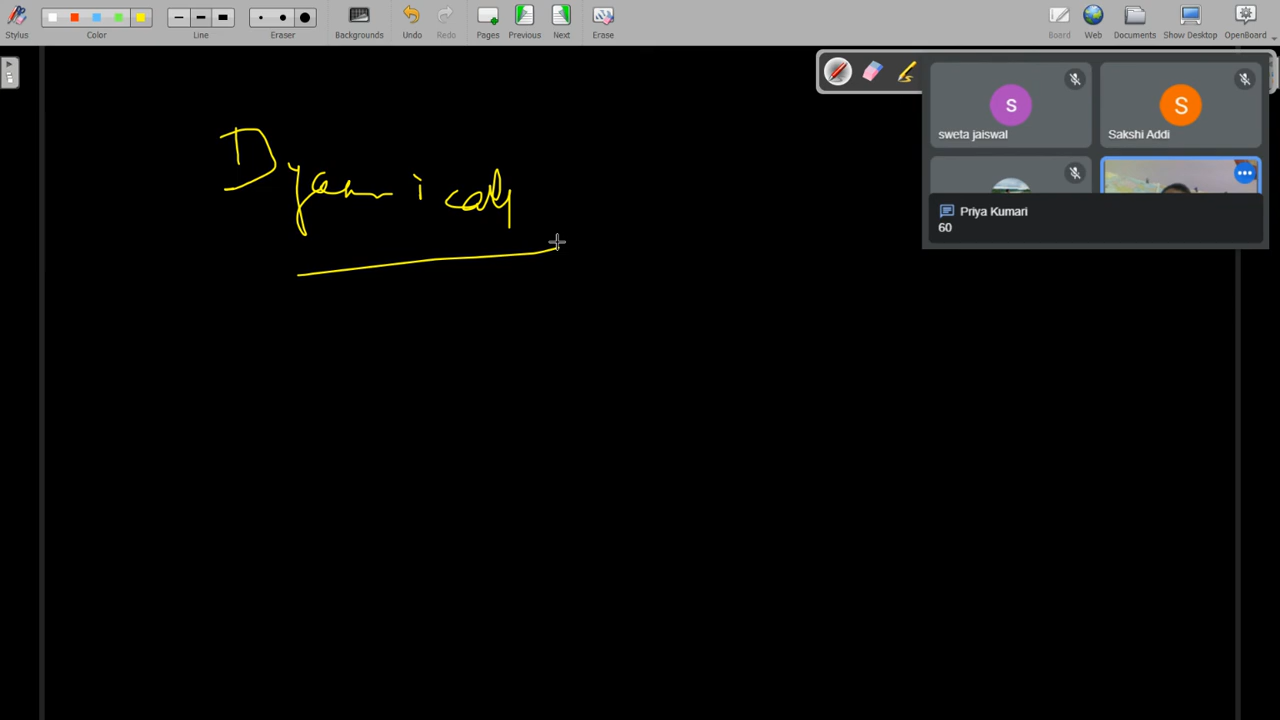 Stylus
Color
Line
Eraser
Backgrounds
Undo
Redo
Pages
Previous
Next
Erase
Board
Web
Documents
Show Desktop
OpenBoard
s
sweta jaiswal
S
Sakshi Addi
Priya Kumari
60
Dyanically